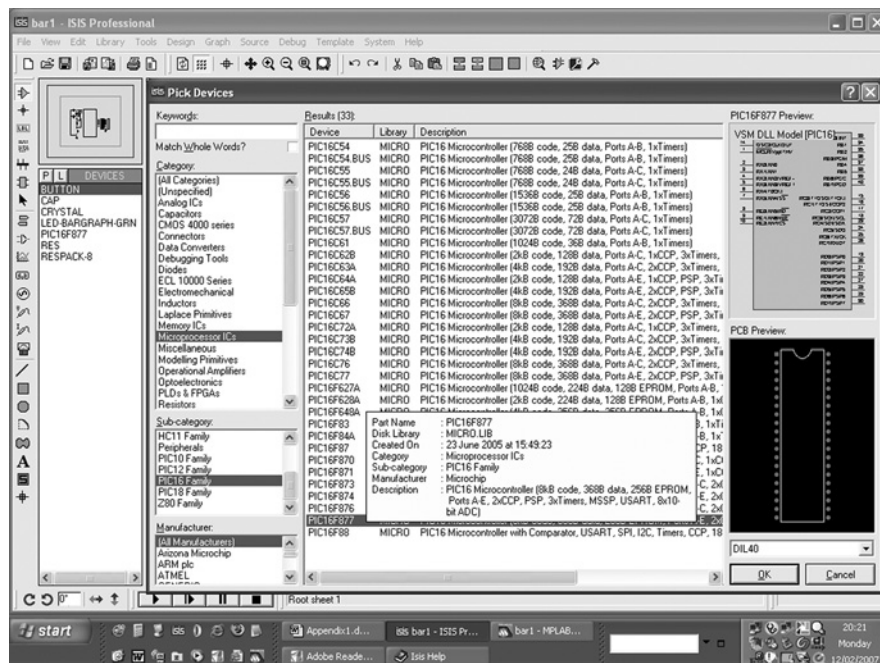 bar1 - ISIS Professional
File View Edit Library Tools Design Graph Source Debug Template System Help
Pick Devices
Keywords:
Match Whole Words?
Category:
(All Categories)
(Unspecified)
Analog ICs
Capacitors
CMOS 4000 series
Connectors
Data Converters
Debugging Tools
Diodes
ECL 10000 Series
Electromechanical
Inductors
Laplace Primitives
Memory ICs
Microprocessor ICs
Miscellaneous
Modelling Primitives
Operational Amplifiers
Optoelectronics
PLDs & FPGAs
Resistors
Sub-category:
HC11 Family
Peripherals
PIC10 Family
PIC12 Family
PIC16 Family
PIC18 Family
Z80 Family
Manufacturer:
(All Manufacturers)
Arizona Microchip
ARM plc
ATMEL
P L DEVICES
BUTTON
CAP
CRYSTAL
LED-BARGRAPH-GRN
PIC16F877
RES
RESPACK-8
Results (33):
Device Library Description
PIC16C54 MICRO PIC16 Microcontroller (768B code, 25B data, Ports A-B, 1xTimers)
PIC16C54.BUS MICRO PIC16 Microcontroller (768B code, 25B data, Ports A-B, 1xTimers)
PIC16C55 MICRO PIC16 Microcontroller (768B code, 24B data, Ports A-C, 1xTimers)
PIC16C55.BUS MICRO PIC16 Microcontroller (768B code, 24B data, Ports A-C, 1xTimers)
PIC16C56 MICRO PIC16 Microcontroller (1536B code, 25B data, Ports A-B, 1xTimers)
PIC16C56.BUS MICRO PIC16 Microcontroller (1536B code, 25B data, Ports A-B, 1xTimers)
PIC16C57 MICRO PIC16 Microcontroller (3072B code, 72B data, Ports A-C, 1xTimers)
PIC16C57.BUS MICRO PIC16 Microcontroller (3072B code, 72B data, Ports A-C, 1xTimers)
PIC16C61 MICRO PIC16 Microcontroller (1024B code, 36B data, Ports A-B, 1xTimers)
PIC16C62B MICRO PIC16 Microcontroller (2kB code, 128B data, Ports A-C, 1xCCP, 3xTimers,
PIC16C63A MICRO PIC16 Microcontroller (4kB code, 192B data, Ports A-C, 2xCCP, 3xTimers,
PIC16C64A MICRO PIC16 Microcontroller (2kB code, 128B data, Ports A-E, 1xCCP, PSP, 3xTi
PIC16C65B MICRO PIC16 Microcontroller (4kB code, 192B data, Ports A-E, 2xCCP, PSP, 3xTi
PIC16C66 MICRO PIC16 Microcontroller (8kB code, 368B data, Ports A-C, 2xCCP, 3xTimers,
PIC16C67 MICRO PIC16 Microcontroller (8kB code, 368B data, Ports A-E, 2xCCP, PSP, 3xTi
PIC16C72A MICRO PIC16 Microcontroller (2kB code, 128B data, Ports A-C, 1xCCP, 3xTimers,
PIC16C73B MICRO PIC16 Microcontroller (4kB code, 192B data, Ports A-C, 2xCCP, 3xTimers,
PIC16C74B MICRO PIC16 Microcontroller (4kB code, 192B data, Ports A-E, 2xCCP, PSP, 3xTi
PIC16C76 MICRO PIC16 Microcontroller (8kB code, 368B data, Ports A-C, 2xCCP, 3xTimers,
PIC16C77 MICRO PIC16 Microcontroller (8kB code, 368B data, Ports A-E, 2xCCP, PSP, 3xTi
PIC16F627A MICRO PIC16 Microcontroller (1024B code, 224B data, 128B EPROM, Ports A-B,
PIC16F628A MICRO PIC16 Microcontroller (2kB code, 224B data, 128B EPROM, Ports A-B, 1x
PIC16F648A
PIC16F83
PIC16F84A
PIC16F87
PIC16F870
PIC16F871
PIC16F873
PIC16F874
PIC16F876
PIC16F877
PIC16F88 MICRO PIC16 Microcontroller with Comparator, USART, SPI, I2C, Timers, CCP, 18
Part Name : PIC16F877
Disk Library : MICRO.LIB
Created On : 23 June 2005 at 15:49:23
Category : Microprocessor ICs
Sub-category : PIC16 Family
Manufacturer : Microchip
Description : PIC16 Microcontroller (8kB code, 368B data, 256B EPROM,
Ports A-E, 2xCCP, PSP, 3xTimers, MSSP, USART, 8x10-
bit ADC)
PIC16F877 Preview:
VSM DLL Model [PIC16]
PCB Preview:
DIL40
OK Cancel
Root sheet 1
start
Appendix1.d...
isis bar1 - ISIS Pr...
bar1 - MPLAB...
Adobe Reade...
Isis Help
20:21
Monday
12/02/2007